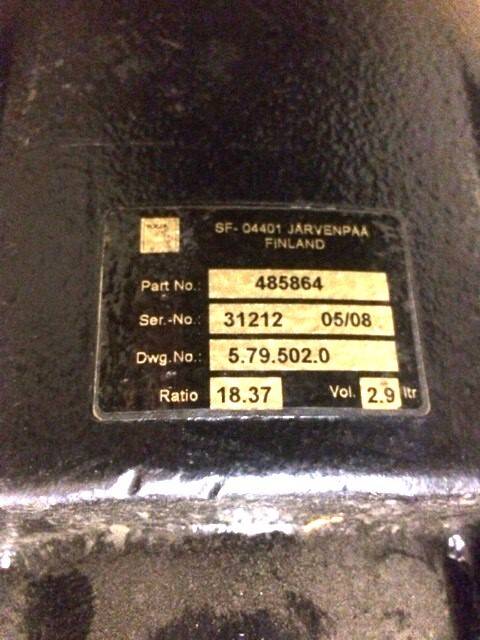 SF- 04401 JÄRVENPÄÄ
FINLAND
Part No.: 485864
Ser.-No.: 31212 05/08
Dwg.No.: 5.79.502.0
Ratio 18.37 Vol. 2.9 ltr